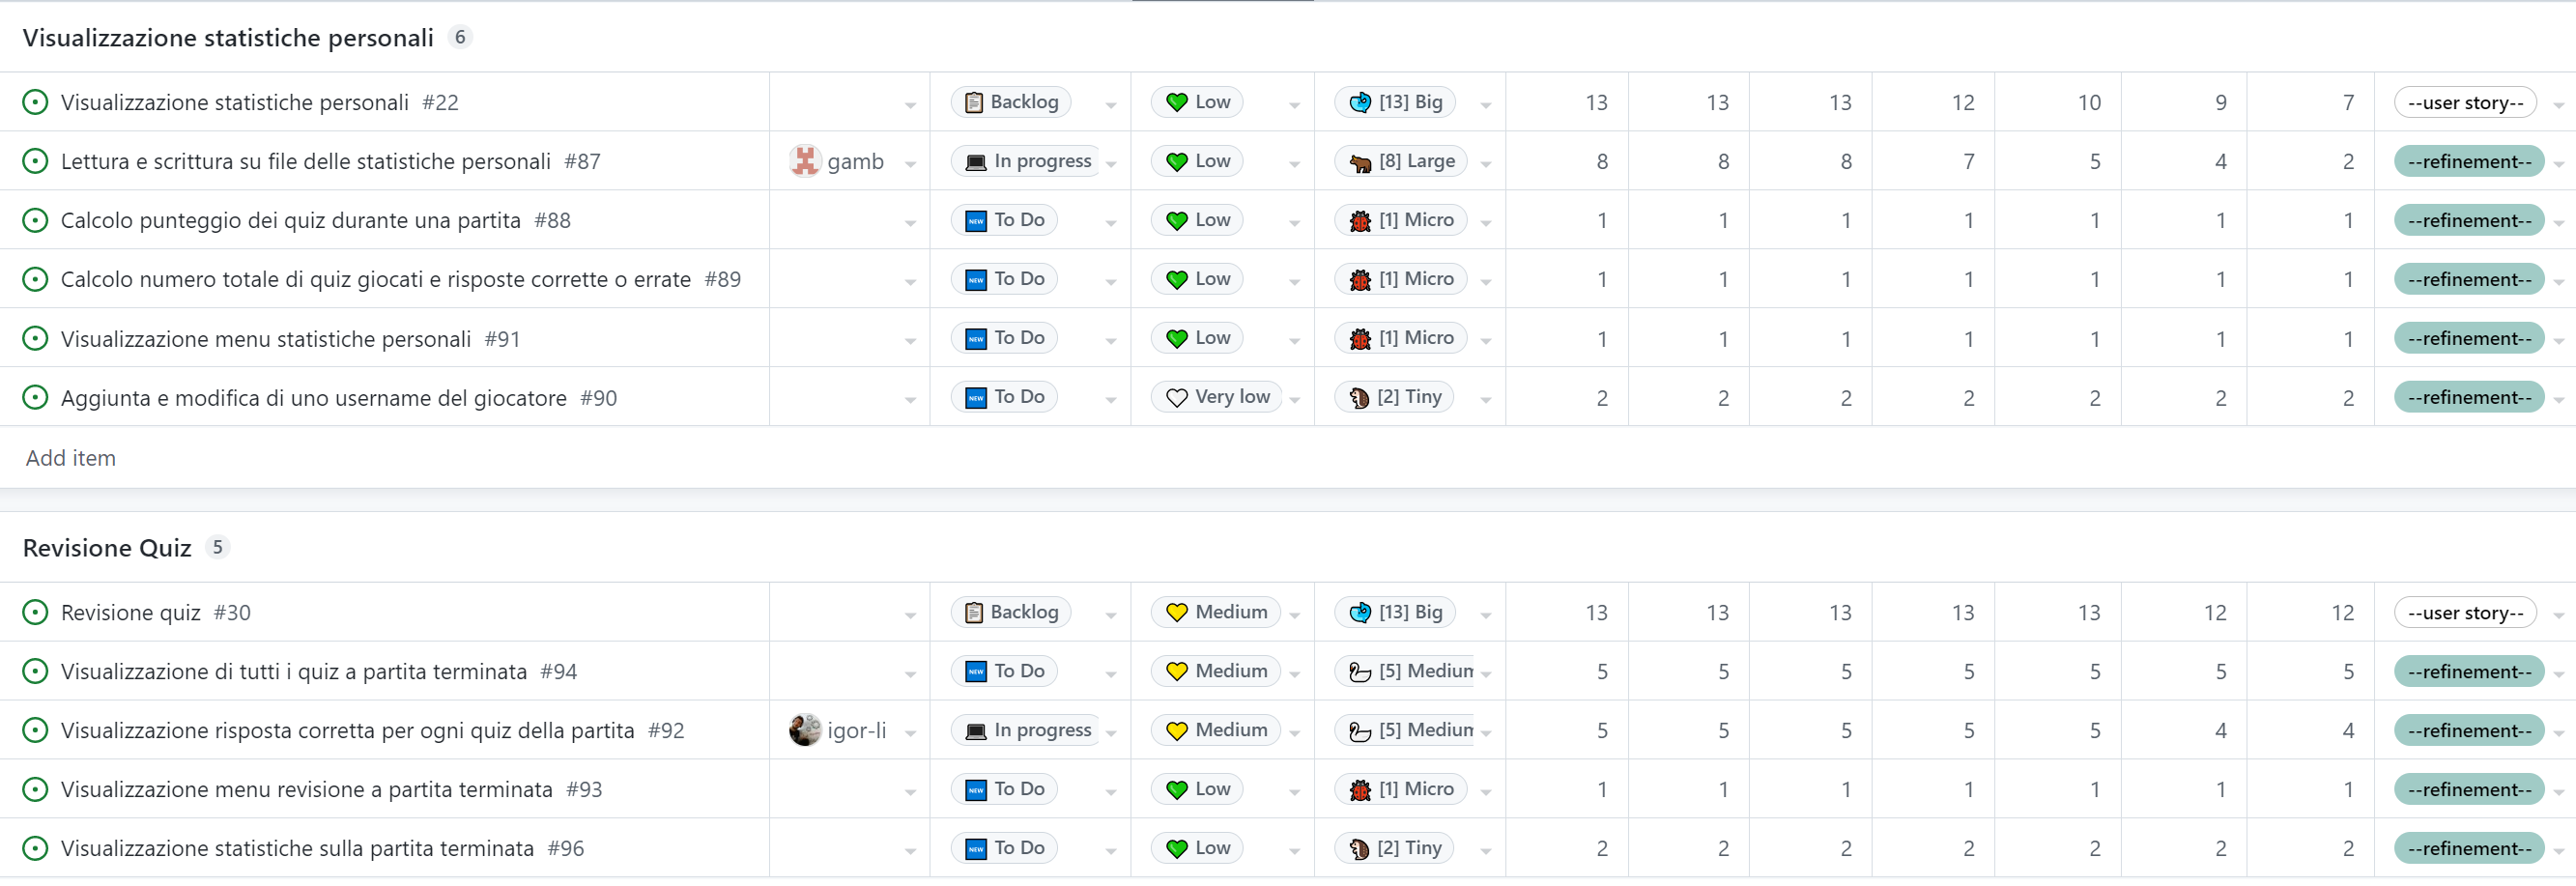 Visualizzazione statistiche personali 6
Visualizzazione statistiche personali #22 Backlog Low [13] Big 13 13 13 12 10 9 7 --user story--
Lettura e scrittura su file delle statistiche personali #87 gamb In progress Low [8] Large 8 8 8 7 5 4 2 --refinement--
Calcolo punteggio dei quiz durante una partita #88 NEW To Do Low [1] Micro 1 1 1 1 1 1 1 --refinement--
Calcolo numero totale di quiz giocati e risposte corrette o errate #89 NEW To Do Low [1] Micro 1 1 1 1 1 1 1 --refinement--
Visualizzazione menu statistiche personali #91 NEW To Do Low [1] Micro 1 1 1 1 1 1 1 --refinement--
Aggiunta e modifica di uno username del giocatore #90 NEW To Do Very low [2] Tiny 2 2 2 2 2 2 2 --refinement--
Add item
Revisione Quiz 5
Revisione quiz #30 Backlog Medium [13] Big 13 13 13 13 13 12 12 --user story--
Visualizzazione di tutti i quiz a partita terminata #94 NEW To Do Medium [5] Medium 5 5 5 5 5 5 5 --refinement--
Visualizzazione risposta corretta per ogni quiz della partita #92 igor-li In progress Medium [5] Medium 5 5 5 5 5 4 4 --refinement--
Visualizzazione menu revisione a partita terminata #93 NEW To Do Low [1] Micro 1 1 1 1 1 1 1 --refinement--
Visualizzazione statistiche sulla partita terminata #96 NEW To Do Low [2] Tiny 2 2 2 2 2 2 2 --refinement--